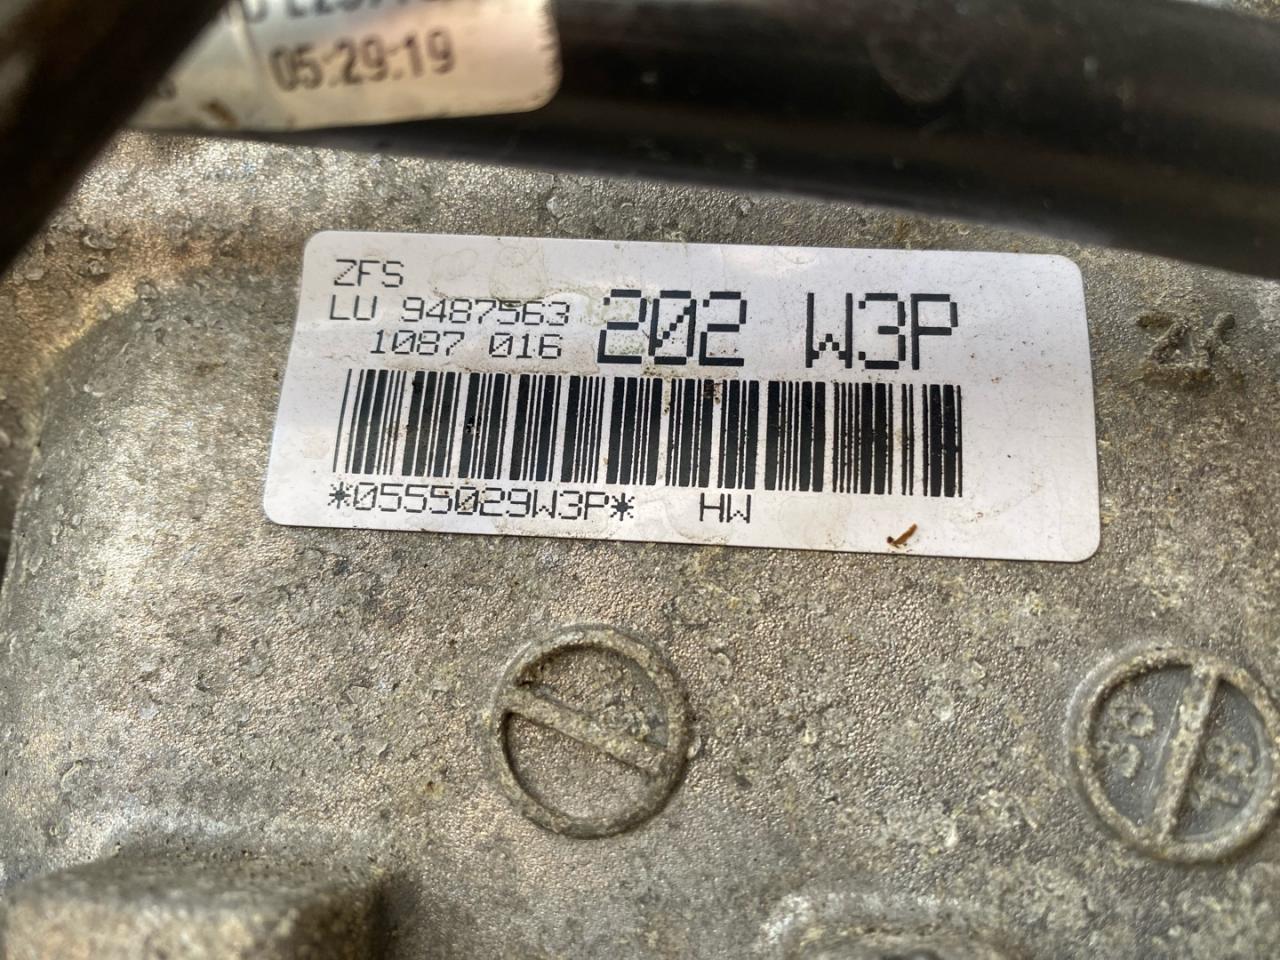 05:29:19
ZFS
LU 9487563
1087 016
202 W3P
*0555029W3P* HW